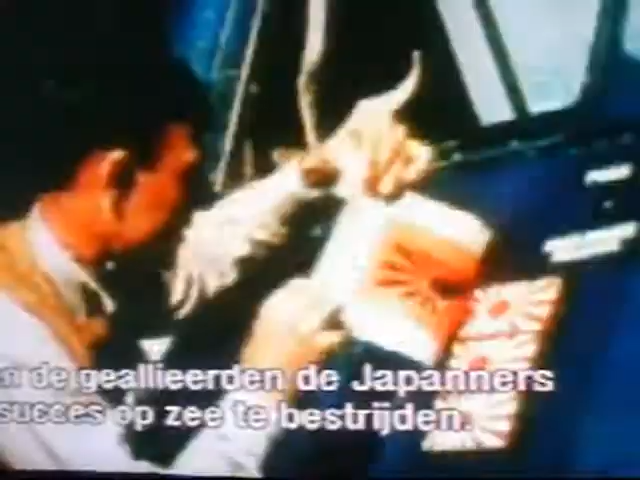 n de geallieerden de Japanners
succes op zee te bestrijden.